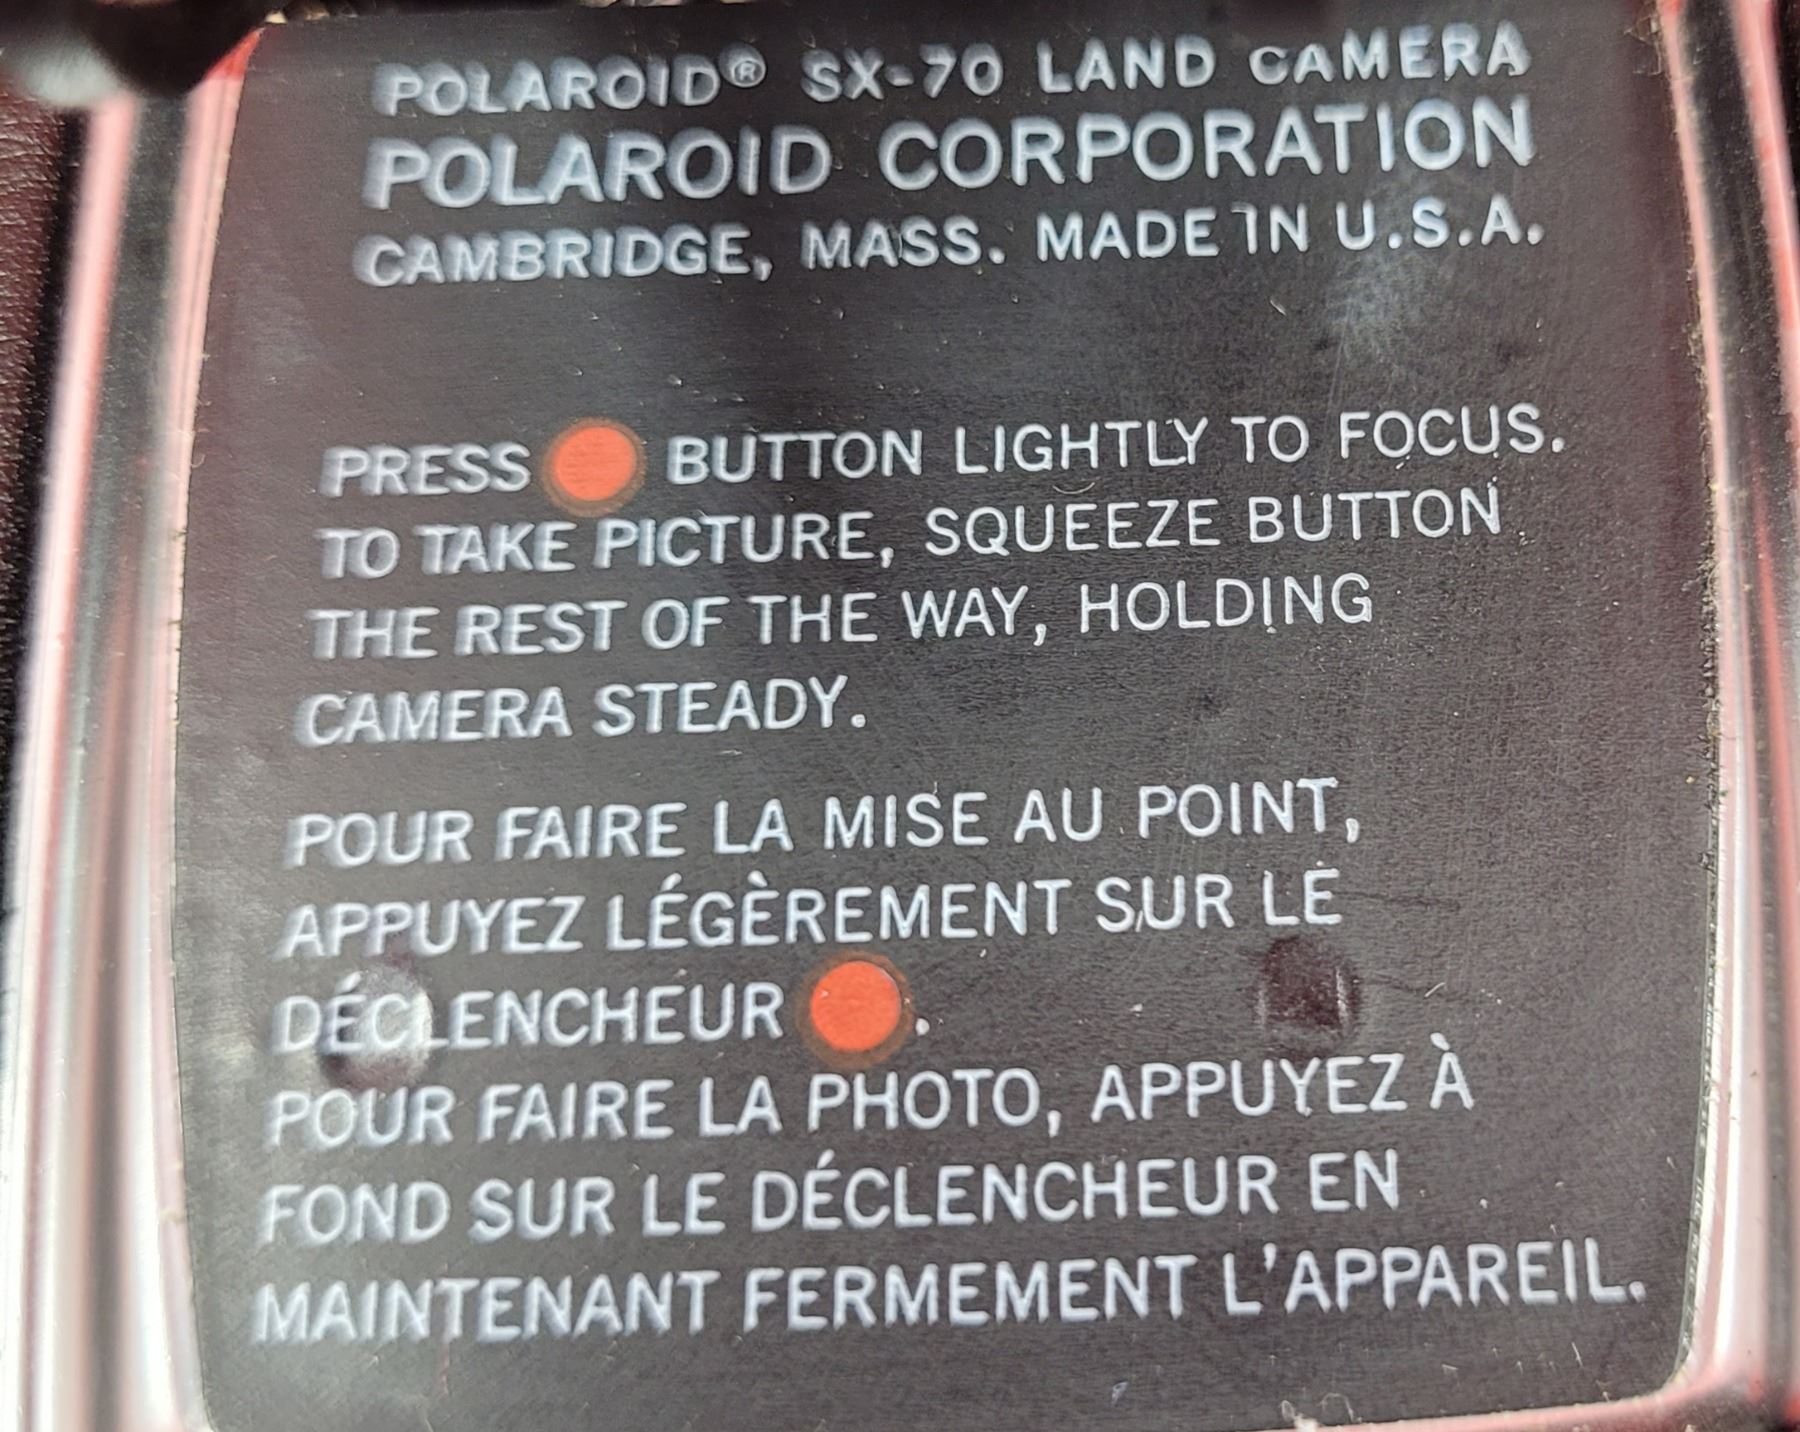 POLAROID® SX-70 LAND CAMERA
POLAROID CORPORATION
CAMBRIDGE, MASS. MADE IN U.S.A.
PRESS BUTTON LIGHTLY TO FOCUS.
TO TAKE PICTURE, SQUEEZE BUTTON
THE REST OF THE WAY, HOLDING
CAMERA STEADY.
POUR FAIRE LA MISE AU POINT,
APPUYEZ LÉGÈREMENT SUR LE
DÉCLENCHEUR .
POUR FAIRE LA PHOTO, APPUYEZ À
FOND SUR LE DÉCLENCHEUR EN
MAINTENANT FERMEMENT L'APPAREIL.